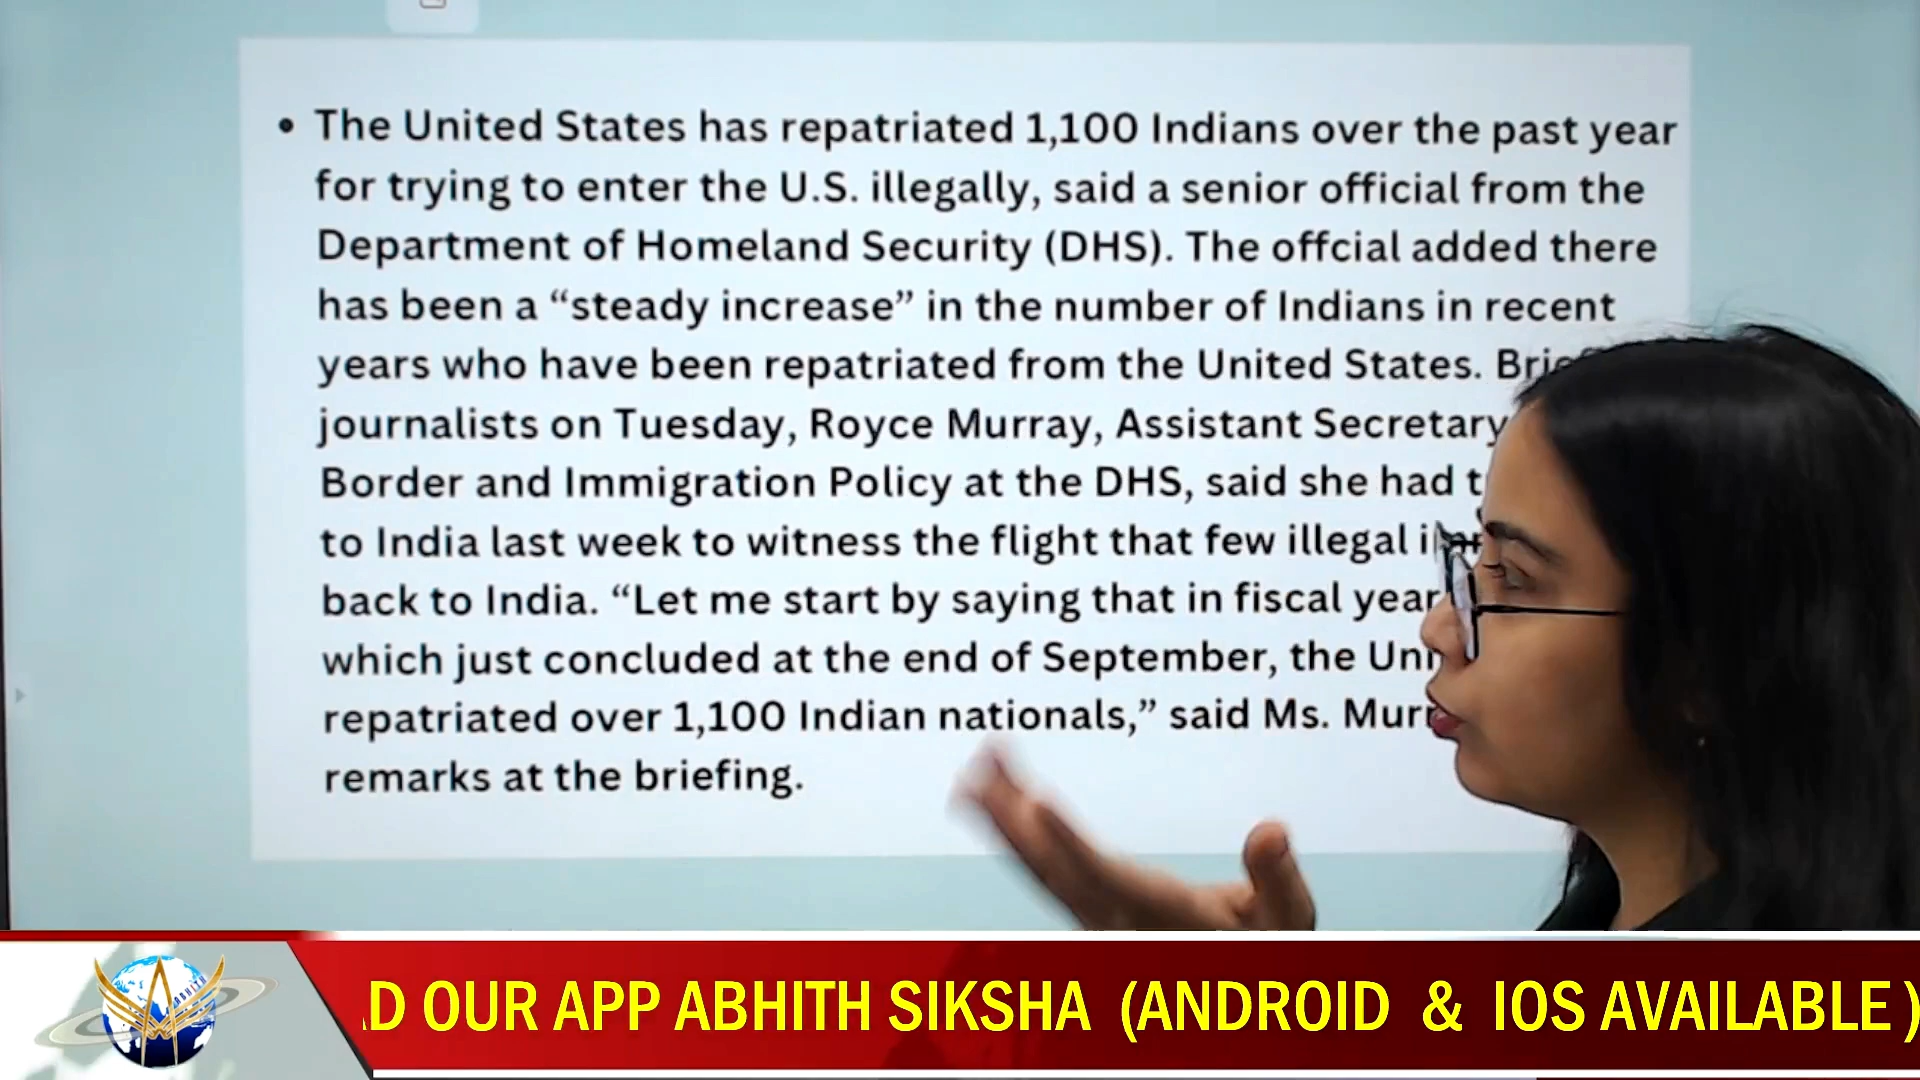 • The United States has repatriated 1,100 Indians over the past year
for trying to enter the U.S. illegally, said a senior official from the
Department of Homeland Security (DHS). The offcial added there
has been a “steady increase” in the number of Indians in recent
years who have been repatriated from the United States.
journalists on Tuesday, Royce Murray, Assistant Secretary
Border and Immigration Policy at the DHS, said she had
to India last week to witness the flight that few illegal
back to India. “Let me start by saying that in fiscal year
which just concluded at the end of September, the
repatriated over 1,100 Indian nationals,” said Ms.
remarks at the briefing.
OUR APP ABHITH SIKSHA (ANDROID & IOS AVAILABLE)
ABHITH